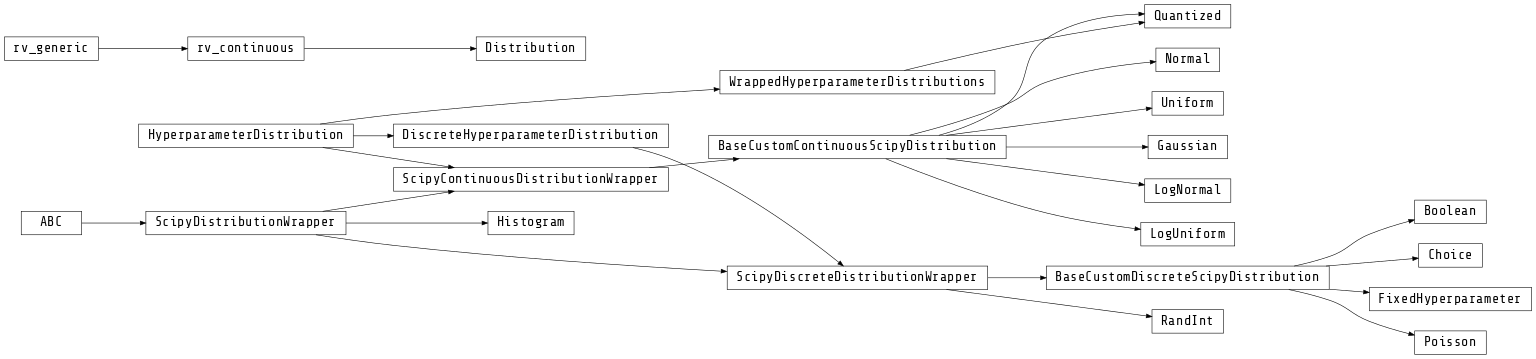 Quantized
rv_generic
rv_continuous
Distribution
Normal
WrappedHyperparameterDistributions
Uniform
HyperparameterDistribution
DiscreteHyperparameterDistribution
BaseCustomContinuousScipyDistribution
Gaussian
ScipyContinuousDistributionWrapper
LogNormal
ABC
ScipyDistributionWrapper
Histogram
Boolean
LogUniform
Choice
ScipyDiscreteDistributionWrapper
BaseCustomDiscreteScipyDistribution
FixedHyperparameter
RandInt
Poisson